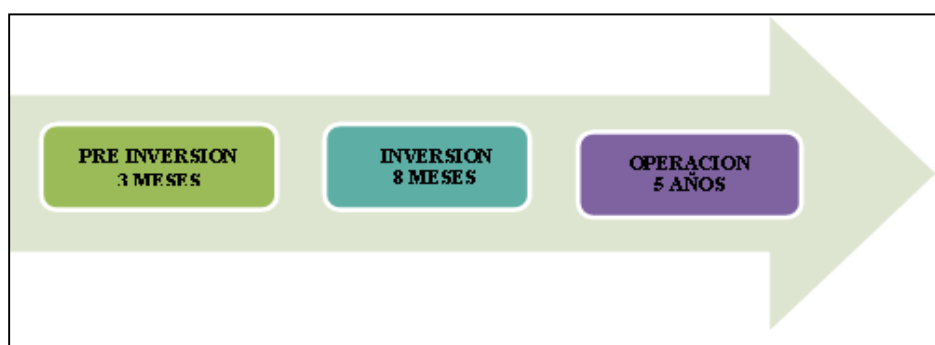 PRE INVERSION
3 MESES
INVERSION
8 MESES
OPERACION
5 AÑOS